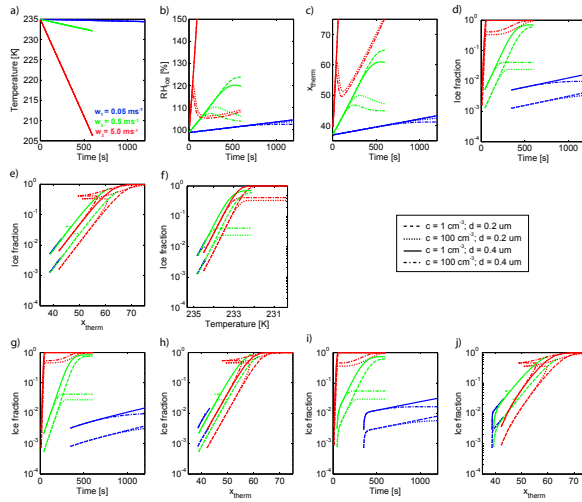 a)
235
230
225
220
215
210
205
Temperature [K]
w₁ = 0.05 ms⁻¹
w₂ = 0.5 ms⁻¹
w₃ = 5.0 ms⁻¹
0 500 1000
Time [s]
b)
150
140
130
120
110
100
RH_ice
0 500 1000
Time [s]
c)
70
60
50
40
x_therm
0 500 1000
Time [s]
d)
10⁰
10⁻¹
10⁻²
10⁻³
10⁻⁴
Ice fraction
0 500 1000
Time [s]
e)
10⁰
10⁻¹
10⁻²
10⁻³
10⁻⁴
Ice fraction
40 50 60 70
x_therm
f)
10⁰
10⁻¹
10⁻²
10⁻³
10⁻⁴
Ice fraction
235 233 231
Temperature [K]
c = 1 cm⁻³; d = 0.2 um
c = 100 cm⁻³; d = 0.2 um
c = 1 cm⁻³; d = 0.4 um
c = 100 cm⁻³; d = 0.4 um
g)
10⁰
10⁻¹
10⁻²
10⁻³
10⁻⁴
Ice fraction
0 500 1000
Time [s]
h)
10⁰
10⁻¹
10⁻²
10⁻³
10⁻⁴
Ice fraction
40 50 60 70
x_therm
i)
10⁰
10⁻¹
10⁻²
10⁻³
10⁻⁴
Ice fraction
0 500 1000
Time [s]
j)
10⁰
10⁻¹
10⁻²
10⁻³
10⁻⁴
Ice fraction
40 50 60 70
x_therm